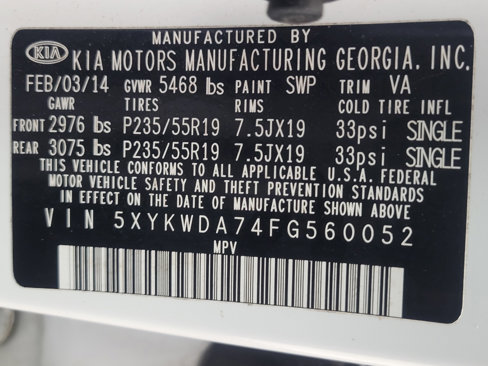 MANUFACTURED BY
KIA KIA MOTORS MANUFACTURING GEORGIA, INC.
FEB/03/14 GVWR 5468 lbs PAINT SWP TRIM VA
GAWR TIRES RIMS COLD TIRE INFL
FRONT 2976 lbs P235/55R19 7.5JX19 33psi SINGLE
REAR 3075 lbs P235/55R19 7.5JX19 33psi SINGLE
THIS VEHICLE CONFORMS TO ALL APPLICABLE U.S.A. FEDERAL
MOTOR VEHICLE SAFETY AND THEFT PREVENTION STANDARDS
IN EFFECT ON THE DATE OF MANUFACTURE SHOWN ABOVE
VIN 5XYKWDA74FG560052
MPV